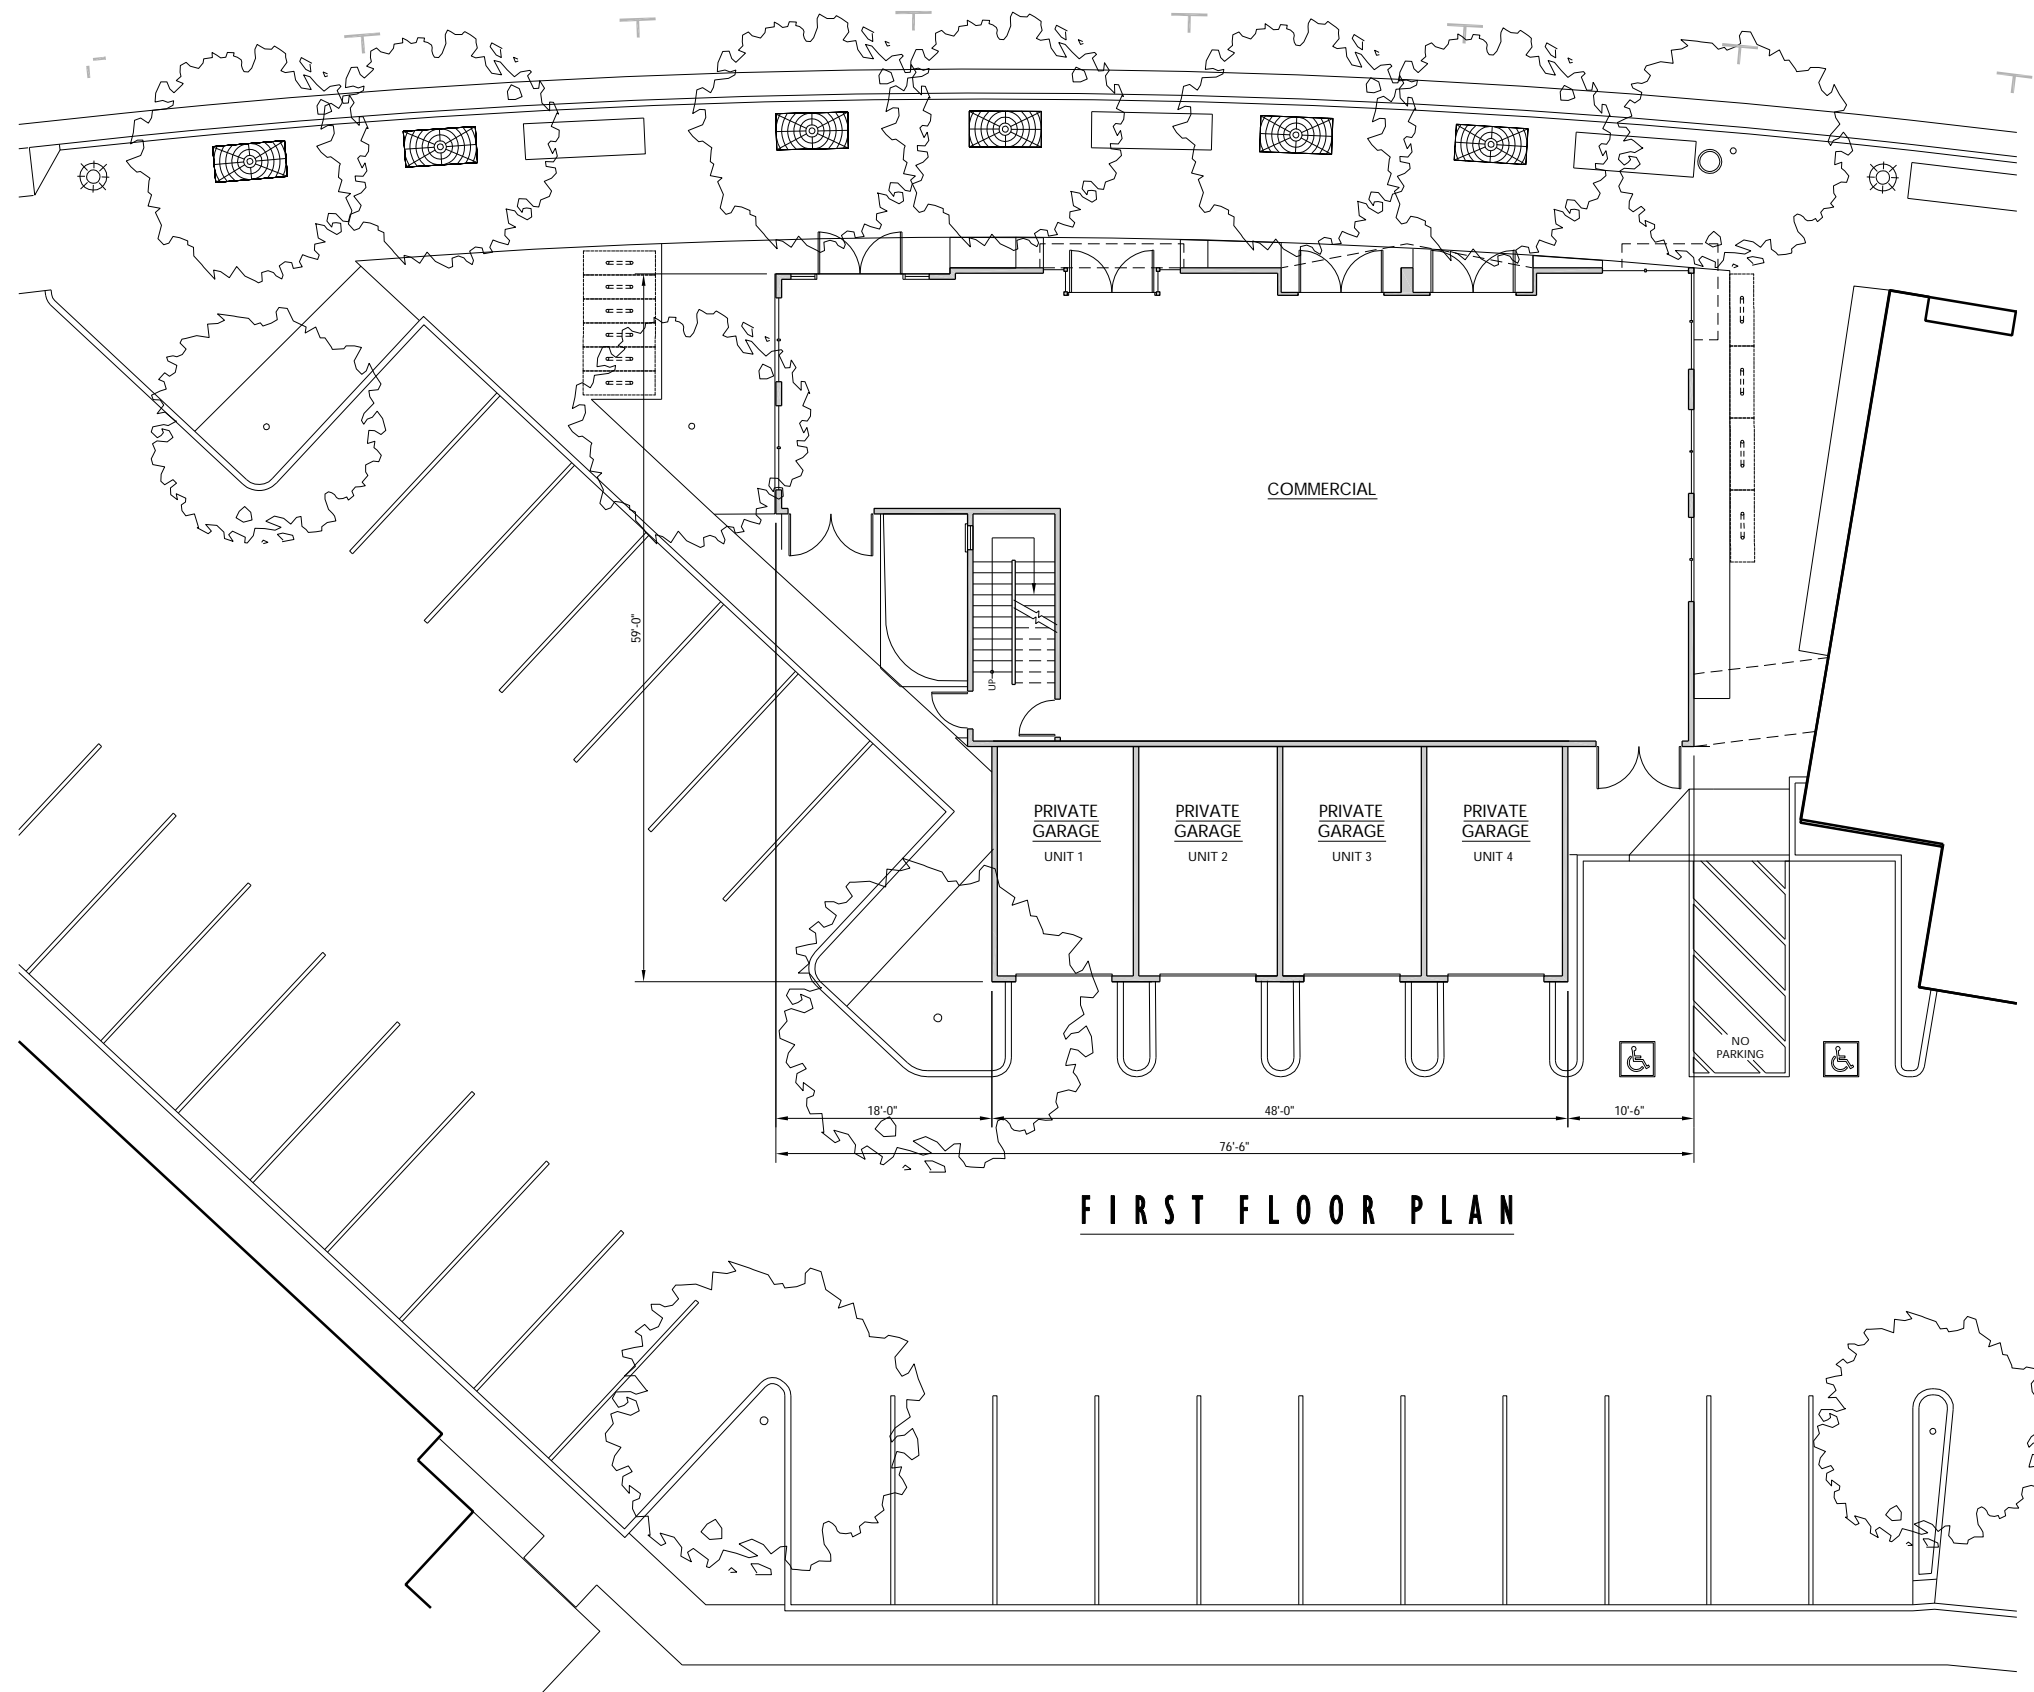 COMMERCIAL
59'-0"
UP
PRIVATE
GARAGE
UNIT 1
PRIVATE
GARAGE
UNIT 2
PRIVATE
GARAGE
UNIT 3
PRIVATE
GARAGE
UNIT 4
NO
PARKING
18'-0"
48'-0"
10'-6"
76'-6"
FIRST FLOOR PLAN